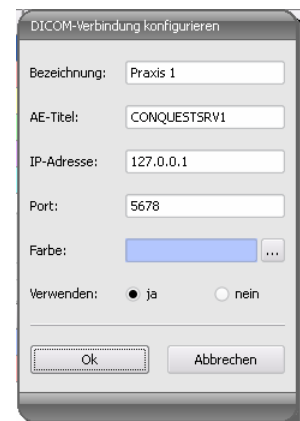 DICOM-Verbindung konfigurieren
Bezeichnung: Praxis 1
AE-Titel: CONQUESTSRV1
IP-Adresse: 127.0.0.1
Port: 5678
Farbe: ...
Verwenden: ja nein
Ok Abbrechen